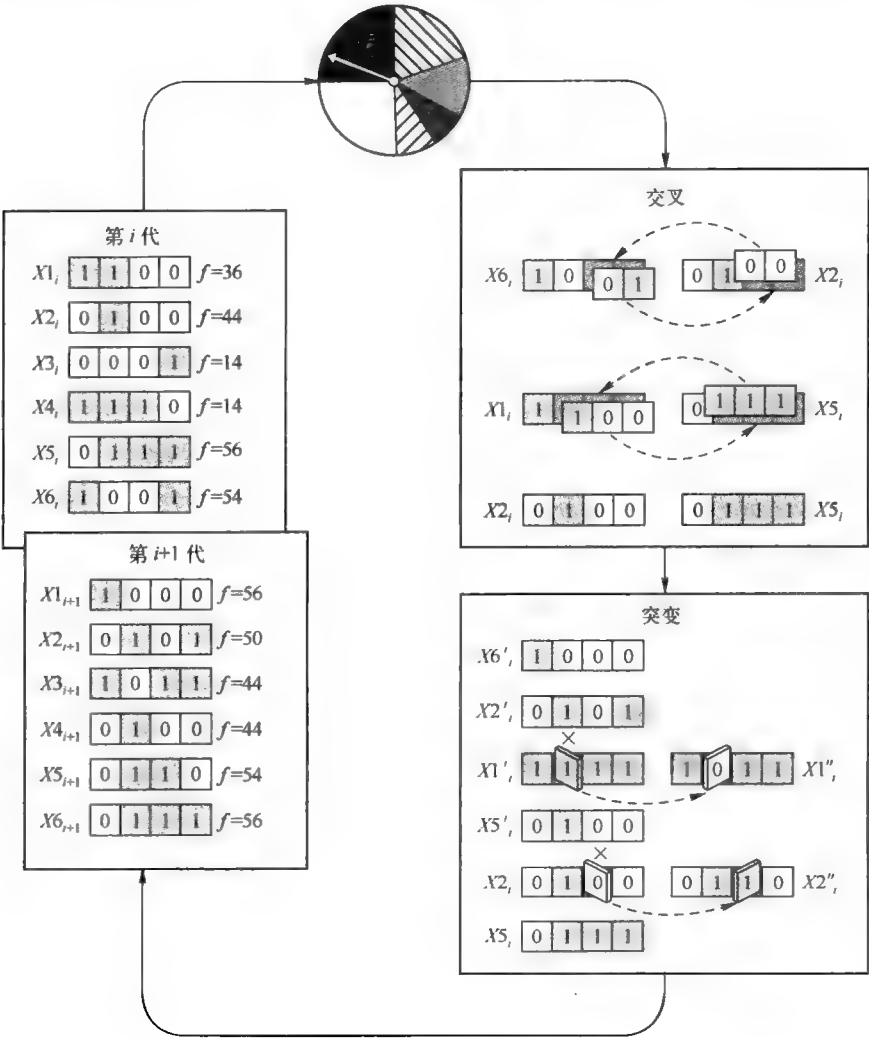 第 i 代
X1i 1 1 0 0 f=36
X2i 0 1 0 0 f=44
X3i 0 0 0 1 f=14
X4i 1 1 1 0 f=14
X5i 0 1 1 1 f=56
X6i 1 0 0 1 f=54
第 i+1 代
X1i+1 1 0 0 0 f=56
X2i+1 0 1 0 1 f=50
X3i+1 1 0 1 1 f=44
X4i+1 0 1 0 0 f=44
X5i+1 0 1 1 0 f=54
X6i+1 0 1 1 1 f=56
交叉
X6i 1 0 0 1 0 1 0 0 X2i
X1i 1 1 0 0 0 1 1 1 X5i
X2i 0 1 0 0 0 1 1 1 X5i
突变
X6'i 1 0 0 0
X2'i 0 1 0 1
×
X1'i 1 1 1 1 1 0 1 1 X1"i
X5'i 0 1 0 0
×
X2i 0 1 0 0 0 1 1 0 X2"i
X5i 0 1 1 1